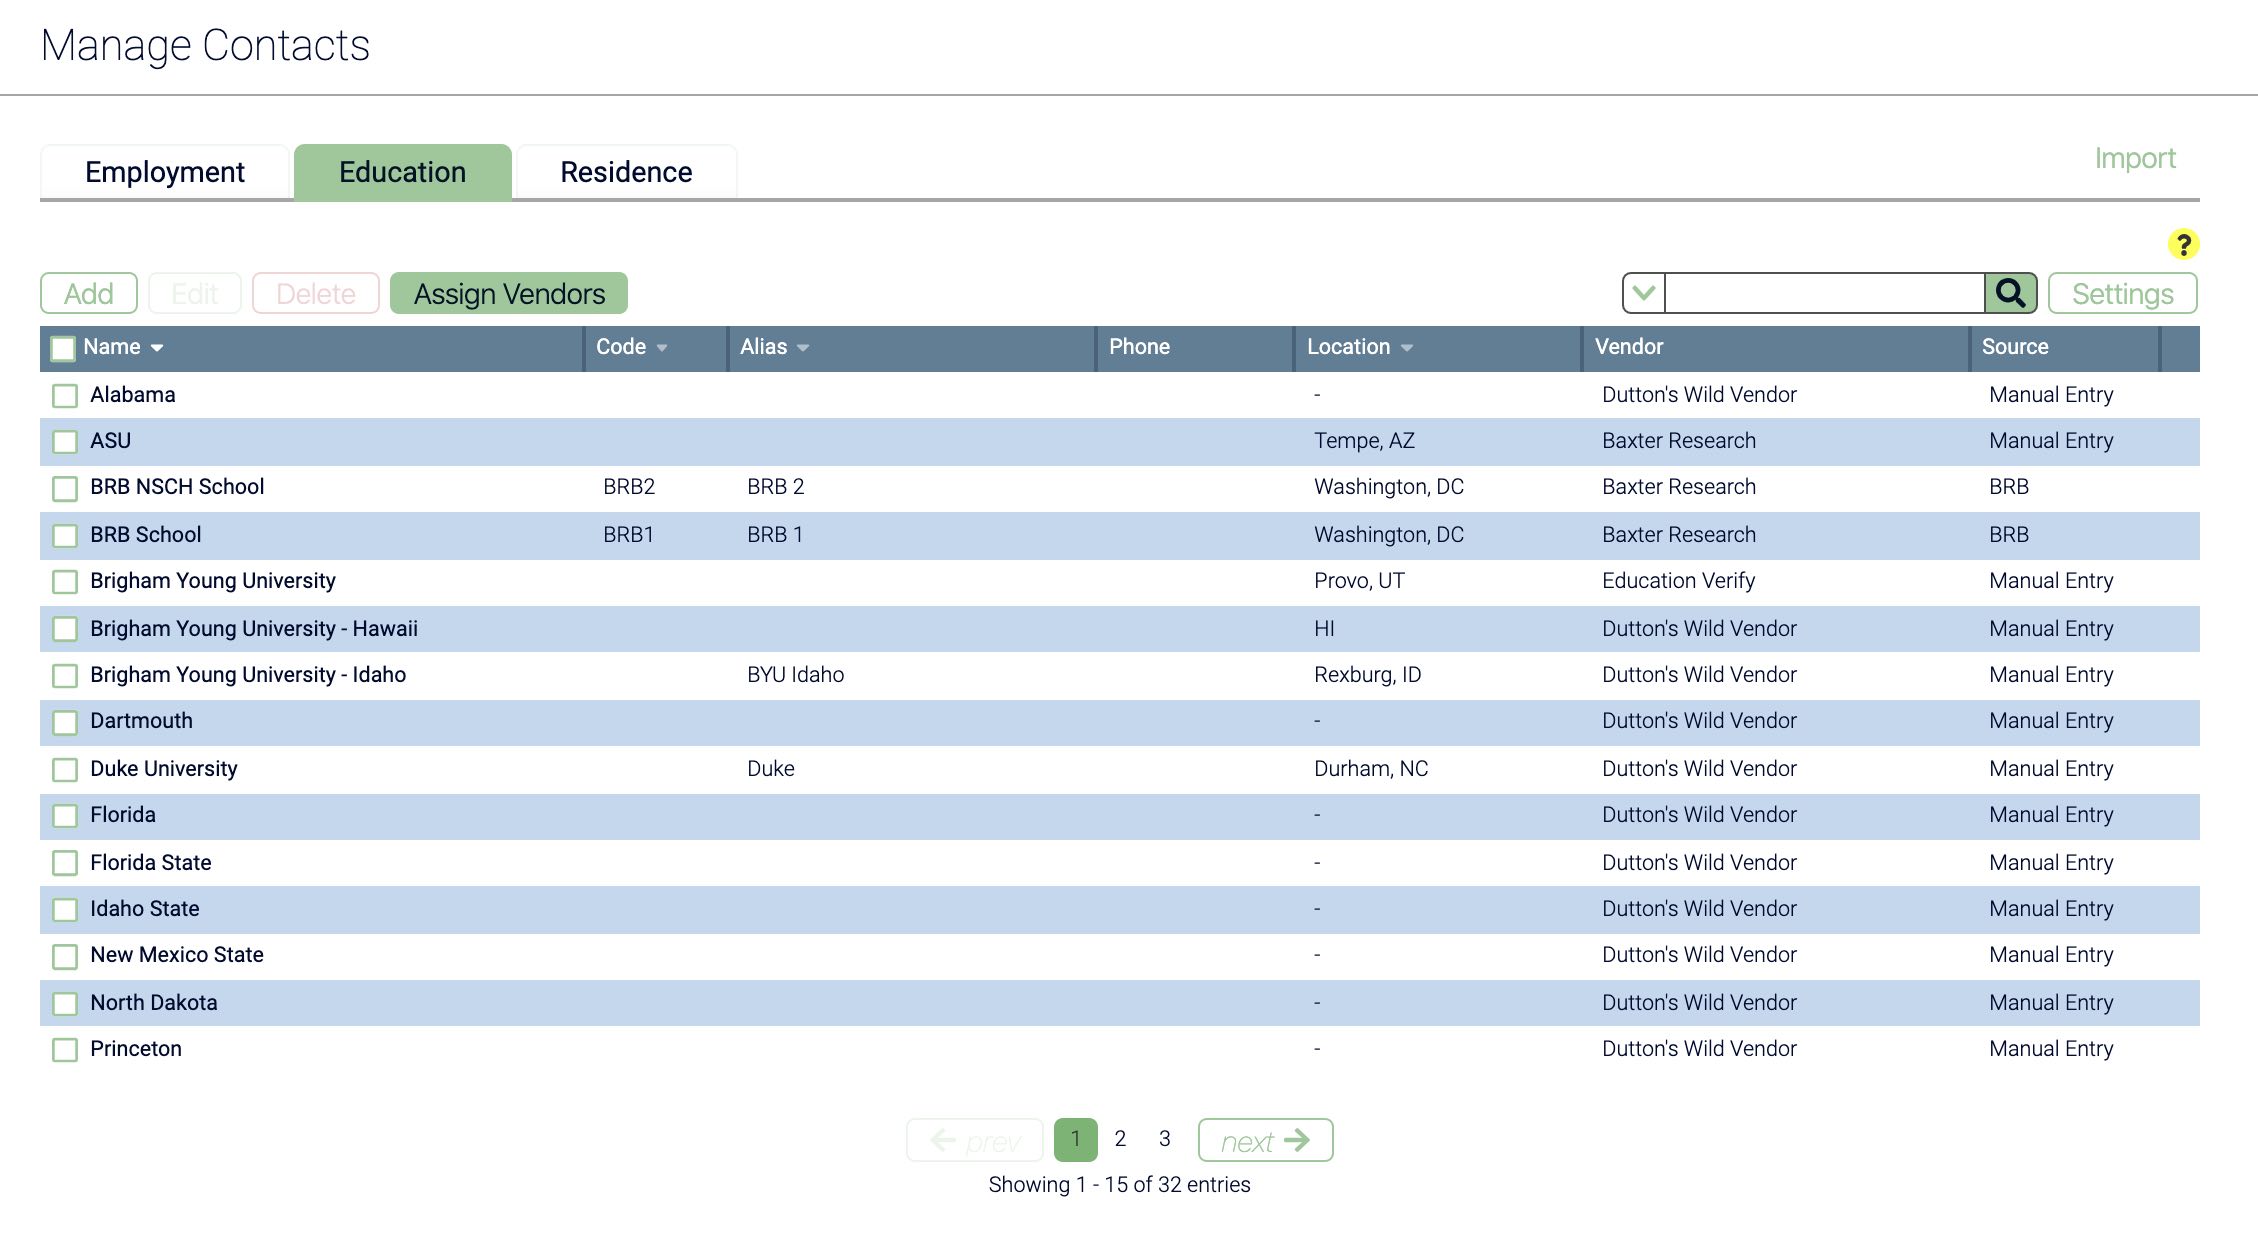 Manage Contacts
Employment Education Residence Import
?
Add Edit Delete Assign Vendors Settings
Name Code Alias Phone Location Vendor Source
Alabama - Dutton's Wild Vendor Manual Entry
ASU Tempe, AZ Baxter Research Manual Entry
BRB NSCH School BRB2 BRB 2 Washington, DC Baxter Research BRB
BRB School BRB1 BRB 1 Washington, DC Baxter Research BRB
Brigham Young University Provo, UT Education Verify Manual Entry
Brigham Young University - Hawaii HI Dutton's Wild Vendor Manual Entry
Brigham Young University - Idaho BYU Idaho Rexburg, ID Dutton's Wild Vendor Manual Entry
Dartmouth - Dutton's Wild Vendor Manual Entry
Duke University Duke Durham, NC Dutton's Wild Vendor Manual Entry
Florida - Dutton's Wild Vendor Manual Entry
Florida State - Dutton's Wild Vendor Manual Entry
Idaho State - Dutton's Wild Vendor Manual Entry
New Mexico State - Dutton's Wild Vendor Manual Entry
North Dakota - Dutton's Wild Vendor Manual Entry
Princeton - Dutton's Wild Vendor Manual Entry
prev 1 2 3 next
Showing 1 - 15 of 32 entries